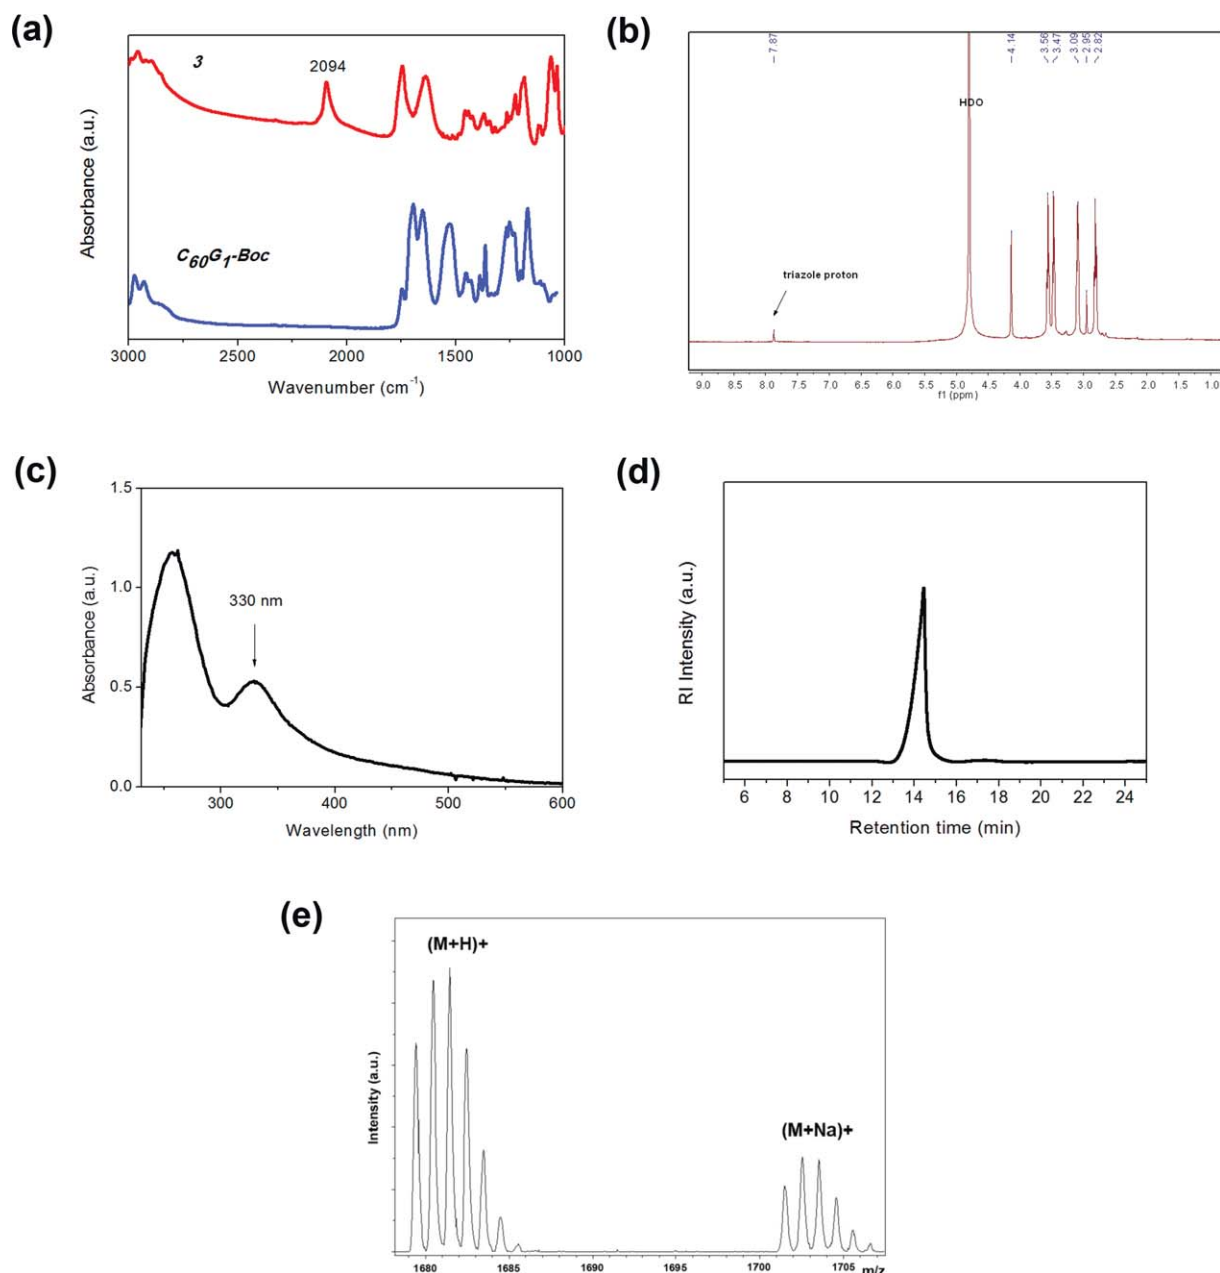 (a)
3
2094
C60G1-Boc
Absorbance (a.u.)
3000 2500 2000 1500 1000
Wavenumber (cm-1)
(b)
7.87 4.14 3.56 3.47 3.09 2.95 2.82
HDO
triazole proton
9.0 8.5 8.0 7.5 7.0 6.5 6.0 5.5 5.0 4.5 4.0 3.5 3.0 2.5 2.0 1.5 1.0
f1 (ppm)
(c)
1.5
1.0
0.5
0.0
330 nm
Absorbance (a.u.)
300 400 500 600
Wavelength (nm)
(d)
RI Intensity (a.u.)
6 8 10 12 14 16 18 20 22 24
Retention time (min)
(e)
(M+H)+
(M+Na)+
Intensity (a.u.)
1680 1685 1690 1695 1700 1705 m/z